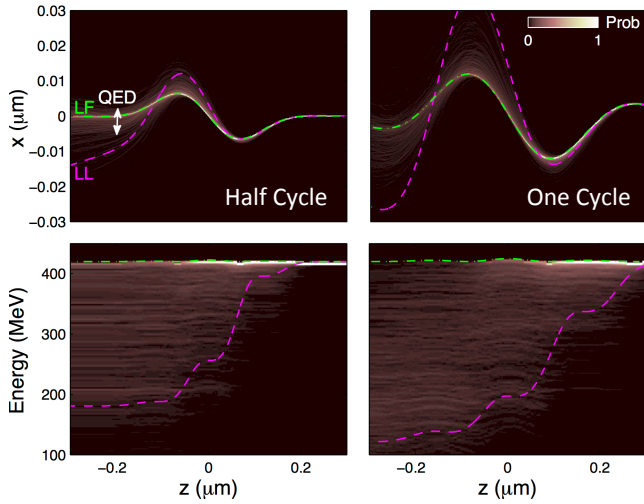 0.03
0.02
0.01
0
-0.01
-0.02
-0.03
x (μm)
QED
LF
LL
Half Cycle
Prob
0 1
One Cycle
400
300
200
100
Energy (MeV)
-0.2 0 0.2
z (μm)
-0.2 0 0.2
z (μm)